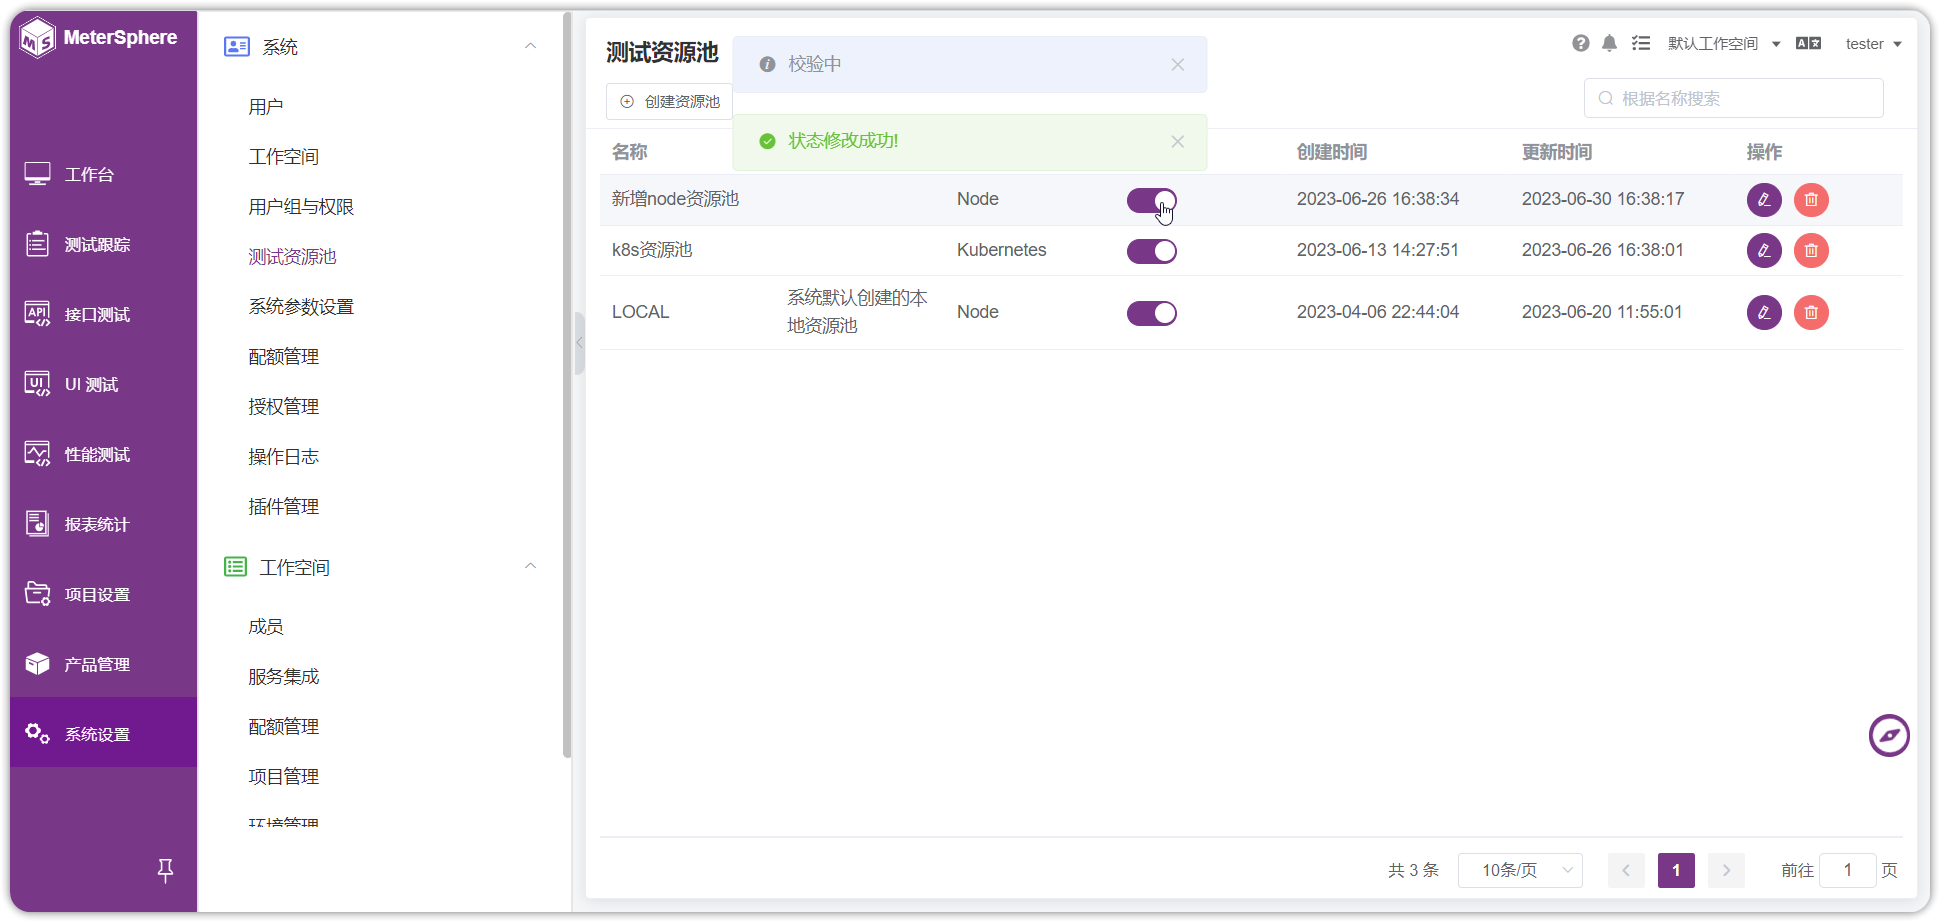 MeterSphere
工作台
测试跟踪
接口测试
UI 测试
性能测试
报表统计
项目设置
产品管理
系统设置
系统
用户
工作空间
用户组与权限
测试资源池
系统参数设置
配额管理
授权管理
操作日志
插件管理
工作空间
成员
服务集成
配额管理
项目管理
环境管理
测试资源池
校验中
默认工作空间
tester
创建资源池
根据名称搜索
状态修改成功!
名称 创建时间 更新时间 操作
新增node资源池 Node 2023-06-26 16:38:34 2023-06-30 16:38:17
k8s资源池 Kubernetes 2023-06-13 14:27:51 2023-06-26 16:38:01
LOCAL 系统默认创建的本 Node 2023-04-06 22:44:04 2023-06-20 11:55:01
地资源池
共 3 条 10条/页 1 前往 1 页